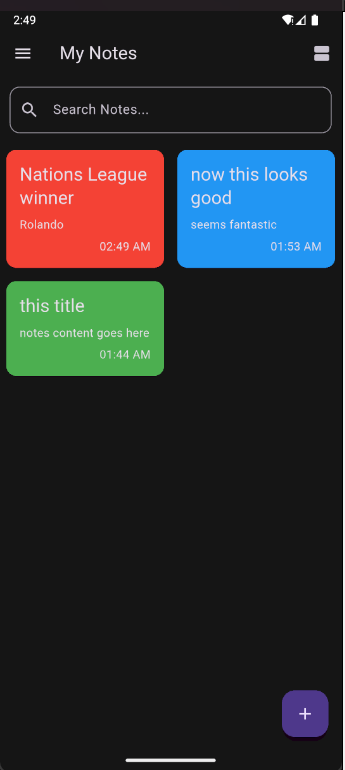 2:49
My Notes
Search Notes...
Nations League
winner
Rolando
02:49 AM
now this looks
good
seems fantastic
01:53 AM
this title
notes content goes here
01:44 AM
+